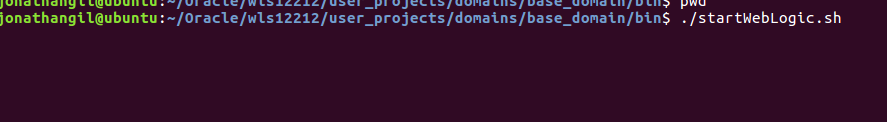 jonathangil@ubuntu:~/Oracle/wls12212/user_projects/domains/base_domain/bin$ pwd
jonathangil@ubuntu:~/Oracle/wls12212/user_projects/domains/base_domain/bin$ ./startWebLogic.sh